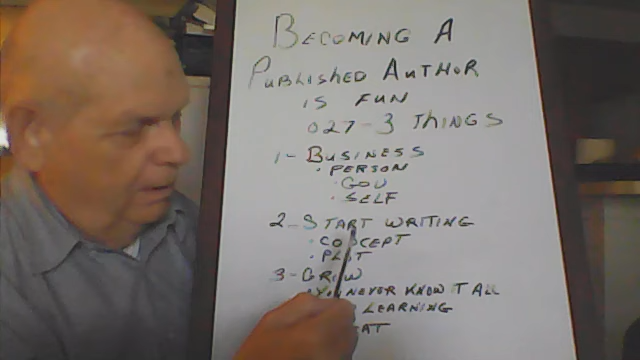 BECOMING A
PUBLISHED AUTHOR
IS FUN
027-3 THINGS
1- BUSINESS
• PERSON
• GOV
• SELF
2- START WRITING
• CONCEPT
• PLOT
3- GROW
YOU NEVER KNOW IT ALL
LEARNING